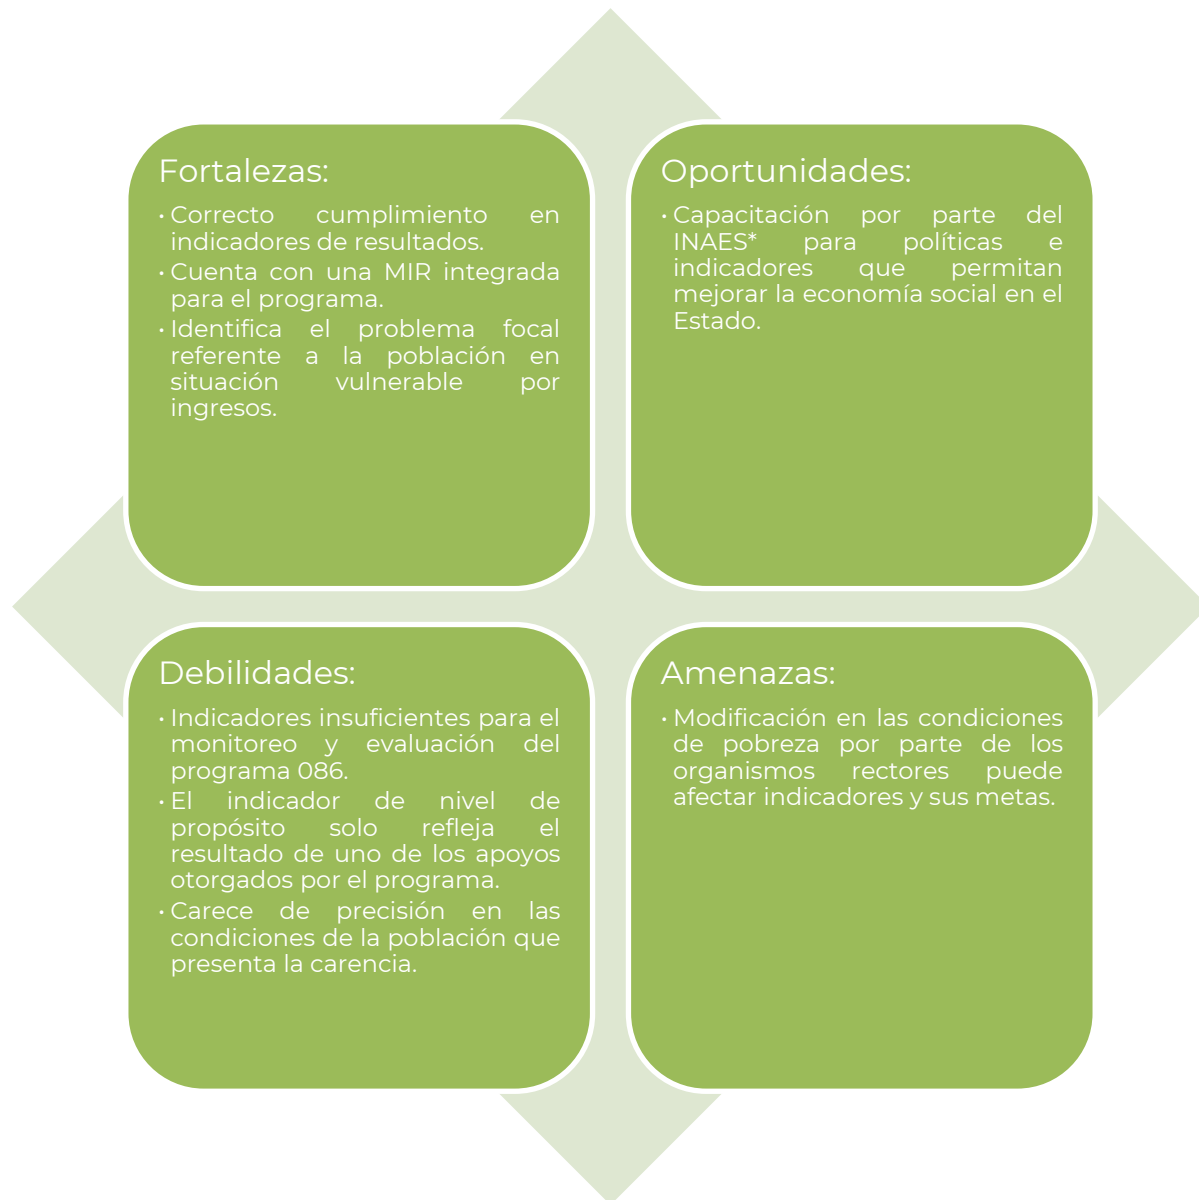 Fortalezas:
· Correcto cumplimiento en
indicadores de resultados.
· Cuenta con una MIR integrada
para el programa.
· Identifica el problema focal
referente a la población en
situación vulnerable por
ingresos.
Oportunidades:
· Capacitación por parte del
INAES* para políticas e
indicadores que permitan
mejorar la economía social en el
Estado.
Debilidades:
· Indicadores insuficientes para el
monitoreo y evaluación del
programa 086.
· El indicador de nivel de
propósito solo refleja el
resultado de uno de los apoyos
otorgados por el programa.
· Carece de precisión en las
condiciones de la población que
presenta la carencia.
Amenazas:
· Modificación en las condiciones
de pobreza por parte de los
organismos rectores puede
afectar indicadores y sus metas.